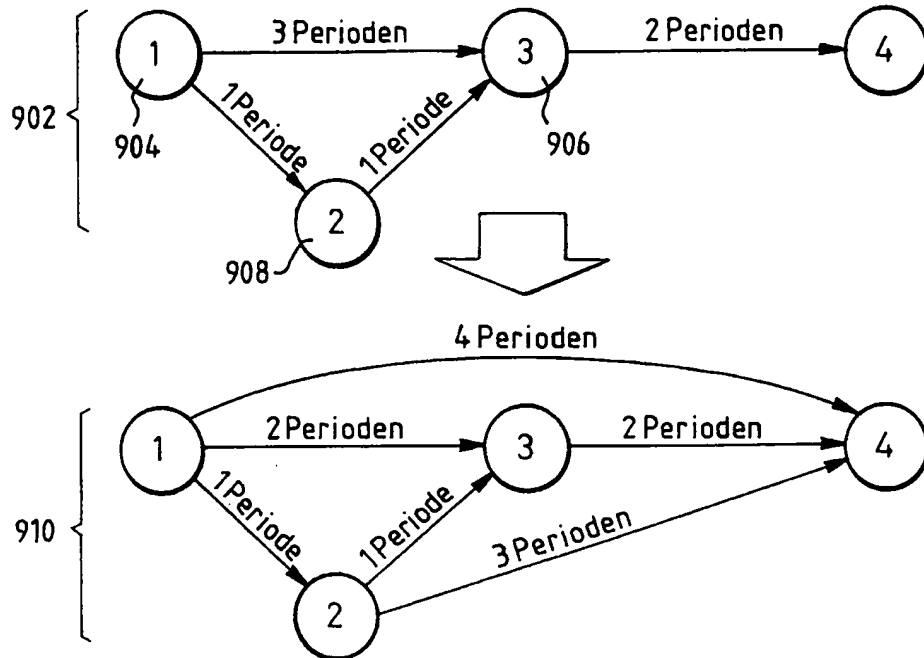 1
3 Perioden
3
2 Perioden
4
902
904
1 Periode
1 Periode
906
2
908
4 Perioden
1
2 Perioden
3
2 Perioden
4
910
1 Periode
1 Periode
3 Perioden
2